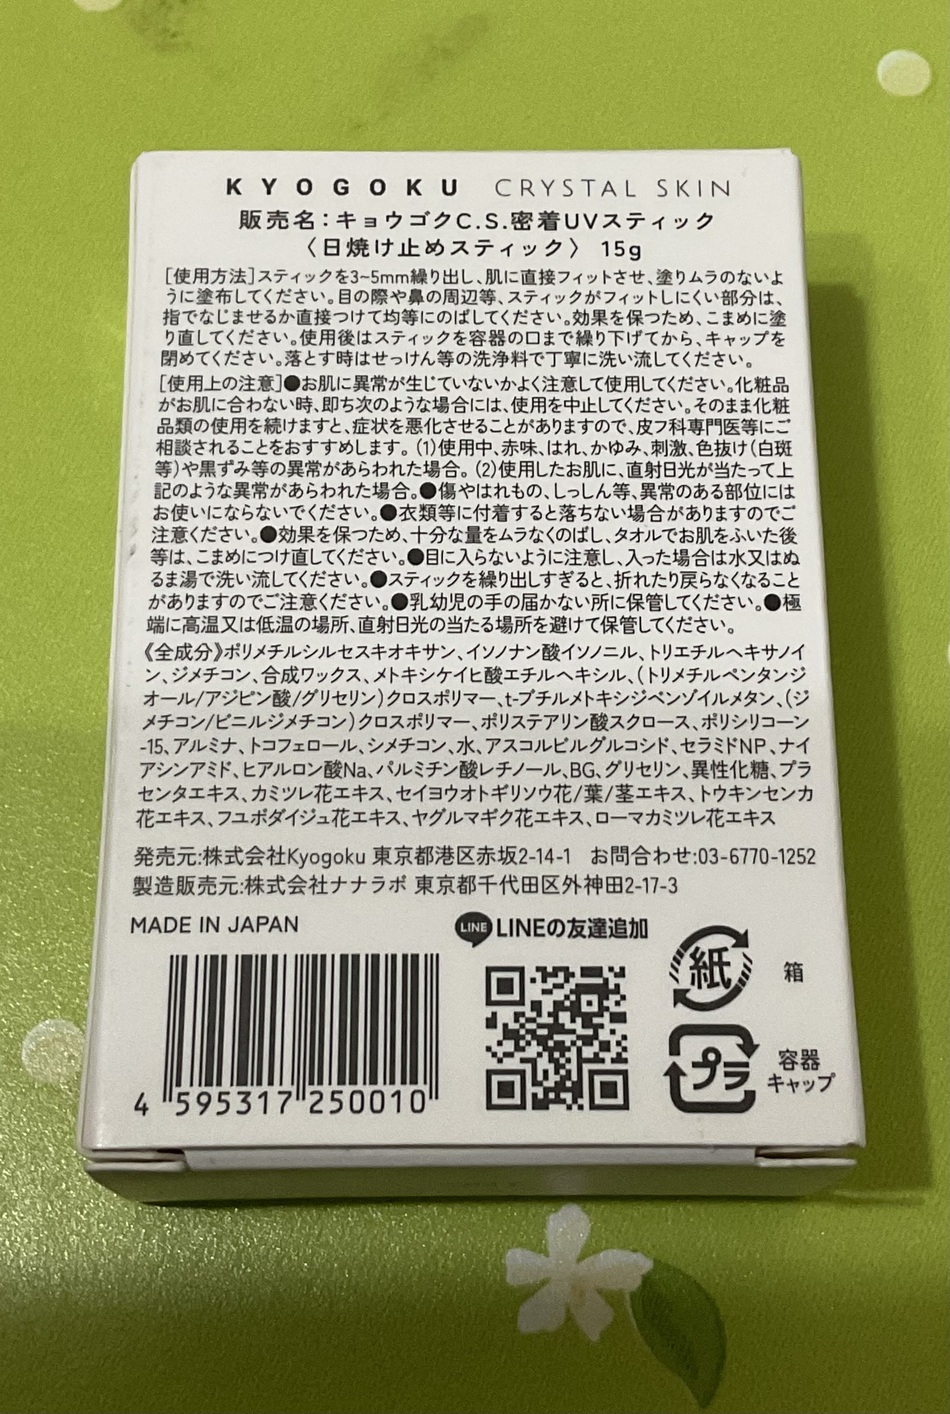 KYOGOKU CRYSTAL SKIN
販売名：キョウゴクC.S.密着UVスティック
〈日焼け止めスティック〉 15g
［使用方法］スティックを3~5mm繰り出し、肌に直接フィットさせ、塗りムラのないよ
うに塗布してください。目の際や鼻の周辺等、スティックがフィットしにくい部分は、
指でなじませるか直接つけて均等にのばしてください。効果を保つため、こまめに塗
り直してください。使用後はスティックを容器の口まで繰り下げてから、キャップを
閉めてください。落とす時はせっけん等の洗浄料で丁寧に洗い流してください。
［使用上の注意］●お肌に異常が生じていないかよく注意して使用してください。化粧品
がお肌に合わない時、即ち次のような場合には、使用を中止してください。そのまま化粧
品類の使用を続けますと、症状を悪化させることがありますので、皮フ科専門医等にご
相談されることをおすすめします。(1)使用中、赤味、はれ、かゆみ、刺激、色抜け(白斑
等)や黒ずみ等の異常があらわれた場合。(2)使用したお肌に、直射日光が当たって上
記のような異常があらわれた場合。●傷やはれもの、しっしん等、異常のある部位には
お使いにならないでください。●衣類等に付着すると落ちない場合がありますのでご
注意ください。●効果を保つため、十分な量をムラなくのばし、タオルでお肌をふいた後
等は、こまめにつけ直してください。●目に入らないように注意し、入った場合は水又はぬ
るま湯で洗い流してください。●スティックを繰り出しすぎると、折れたり戻らなくなること
がありますのでご注意ください。●乳幼児の手の届かない所に保管してください。●極
端に高温又は低温の場所、直射日光の当たる場所を避けて保管してください。
《全成分》ポリメチルシルセスキオキサン、イソノナン酸イソノニル、トリエチルヘキサノイ
ン、ジメチコン、合成ワックス、メトキシケイヒ酸エチルヘキシル、(トリメチルペンタンジ
オール/アジピン酸/グリセリン)クロスポリマー、t-ブチルメトキシジベンゾイルメタン、(ジ
メチコン/ビニルジメチコン)クロスポリマー、ポリステアリン酸スクロース、ポリシリコーン
-15、アルミナ、トコフェロール、シメチコン、水、アスコルビルグルコシド、セラミドNP、ナイ
アシンアミド、ヒアルロン酸Na、パルミチン酸レチノール、BG、グリセリン、異性化糖、プラ
センタエキス、カミツレ花エキス、セイヨウオトギリソウ花/葉/茎エキス、トウキンセンカ
花エキス、フユボダイジュ花エキス、ヤグルマギク花エキス、ローマカミツレ花エキス
発売元:株式会社Kyogoku 東京都港区赤坂2-14-1 お問合わせ:03-6770-1252
製造販売元:株式会社ナナラボ 東京都千代田区外神田2-17-3
MADE IN JAPAN
LINE LINEの友達追加
紙 箱
プラ 容器
キャップ
4 595317 250010